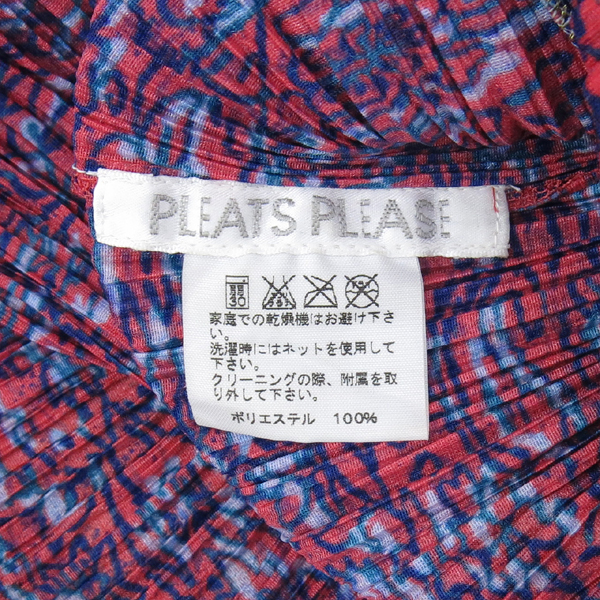 PLEATS PLEASE
弱
30
家庭での乾燥機はお避け下さ
い。
洗濯時にはネットを使用して
下さい。
クリーニングの際、附属を取
り外して下さい。
ポリエステル 100%